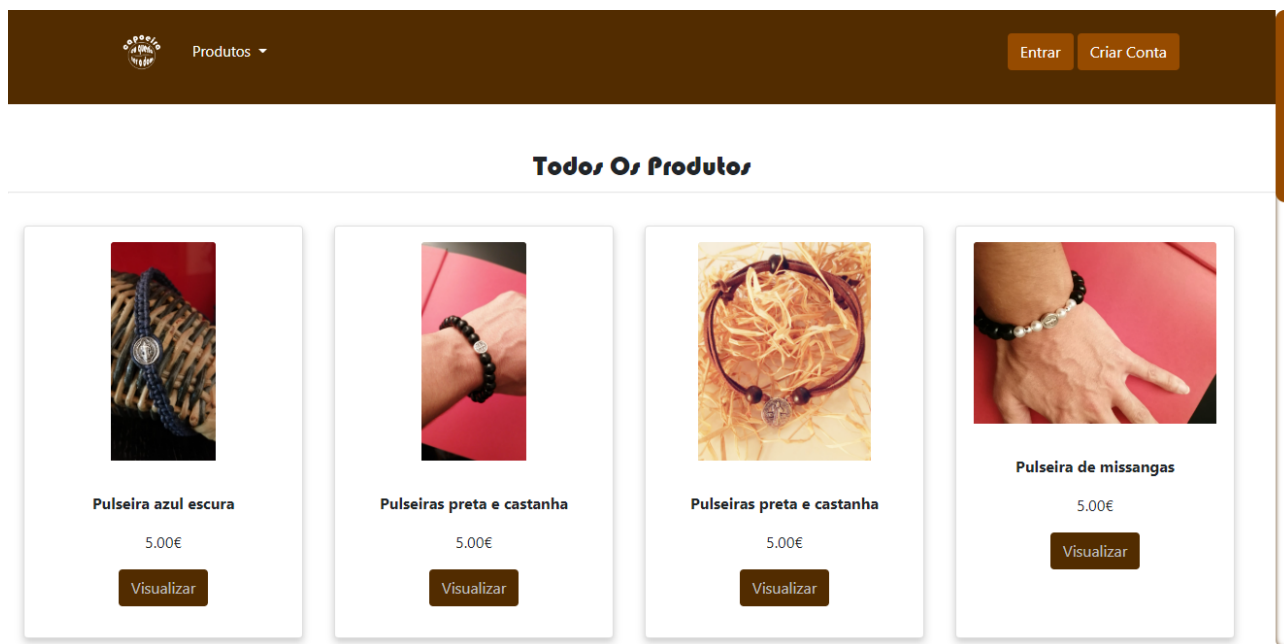 capoeira
Produtos
Entrar
Criar Conta
Todos Os Produtos
Pulseira azul escura
5.00€
Visualizar
Pulseiras preta e castanha
5.00€
Visualizar
Pulseiras preta e castanha
5.00€
Visualizar
Pulseira de missangas
5.00€
Visualizar